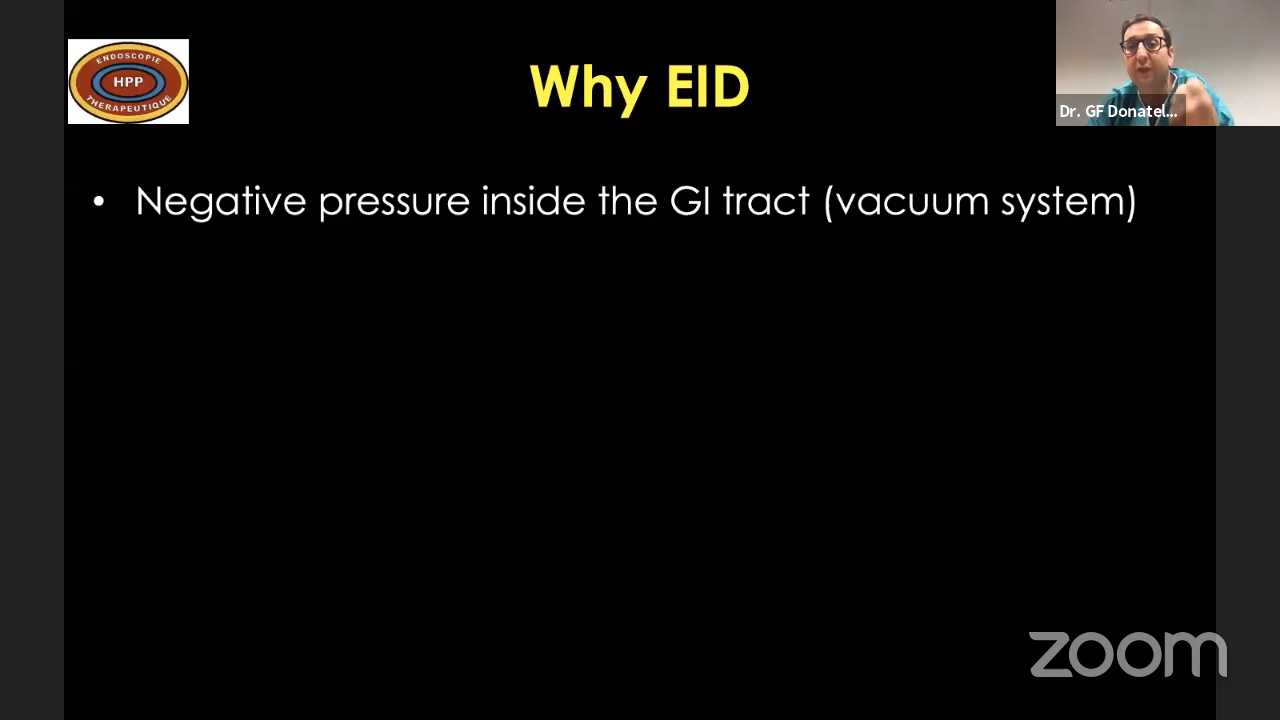 ENDOSCOPIE
HPP
THERAPEUTIQUE
Why EID
Dr. GF Donatel...
• Negative pressure inside the GI tract (vacuum system)
zoom